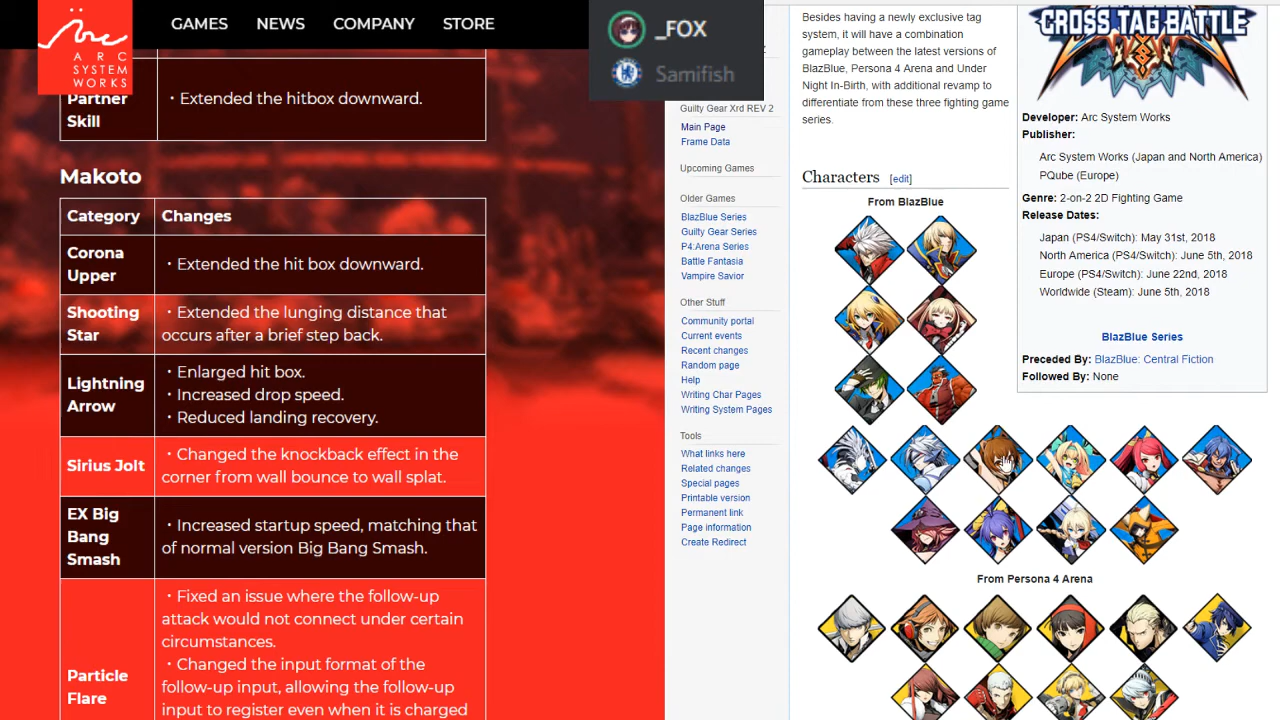 GAMES NEWS COMPANY STORE
ARC
SYSTEM
WORKS
_FOX
Samifish
Partner
Skill
・Extended the hitbox downward.
Makoto
Category Changes
Corona
Upper
・Extended the hit box downward.
Shooting
Star
・Extended the lunging distance that
occurs after a brief step back.
Lightning
Arrow
・Enlarged hit box.
・Increased drop speed.
・Reduced landing recovery.
Sirius Jolt
・Changed the knockback effect in the
corner from wall bounce to wall splat.
EX Big
Bang
Smash
・Increased startup speed, matching that
of normal version Big Bang Smash.
Particle
Flare
・Fixed an issue where the follow-up
attack would not connect under certain
circumstances.
・Changed the input format of the
follow-up input, allowing the follow-up
input to register even when it is charged
Guilty Gear Xrd REV 2
Main Page
Frame Data
Upcoming Games
Older Games
BlazBlue Series
Guilty Gear Series
P4:Arena Series
Battle Fantasia
Vampire Savior
Other Stuff
Community portal
Current events
Recent changes
Random page
Help
Writing Char Pages
Writing System Pages
Tools
What links here
Related changes
Special pages
Printable version
Permanent link
Page information
Create Redirect
Besides having a newly exclusive tag
system, it will have a combination
gameplay between the latest versions of
BlazBlue, Persona 4 Arena and Under
Night In-Birth, with additional revamp to
differentiate from these three fighting game
series.
Characters [edit]
From BlazBlue
From Persona 4 Arena
CROSS TAG BATTLE
Developer: Arc System Works
Publisher:
Arc System Works (Japan and North America)
PQube (Europe)
Genre: 2-on-2 2D Fighting Game
Release Dates:
Japan (PS4/Switch): May 31st, 2018
North America (PS4/Switch): June 5th, 2018
Europe (PS4/Switch): June 22nd, 2018
Worldwide (Steam): June 5th, 2018
BlazBlue Series
Preceded By: BlazBlue: Central Fiction
Followed By: None